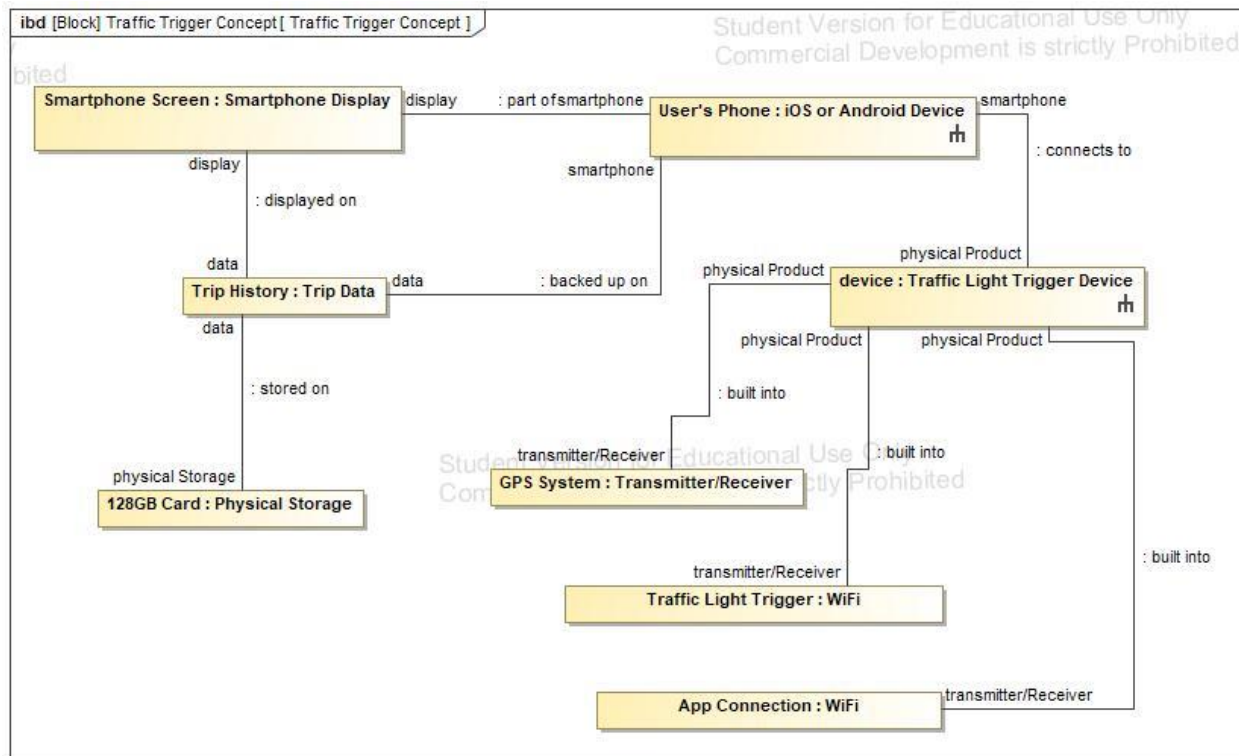 ibd [Block] Traffic Trigger Concept[ Traffic Trigger Concept ]
Student Version for Educational Use Only
Commercial Development is strictly Prohibited
bited
Smartphone Screen : Smartphone Display
display
: part of smartphone
User's Phone : iOS or Android Device
smartphone
display
smartphone
: connects to
: displayed on
data
physical Product
Trip History : Trip Data
data
: backed up on
physical Product
device : Traffic Light Trigger Device
data
physical Product
physical Product
: stored on
: built into
transmitter/Receiver
: built into
Student Version for Educational Use Only
physical Storage
GPS System : Transmitter/Receiver
ctly Prohibited
Com
128GB Card : Physical Storage
: built into
transmitter/Receiver
Traffic Light Trigger : WiFi
App Connection : WiFi
transmitter/Receiver